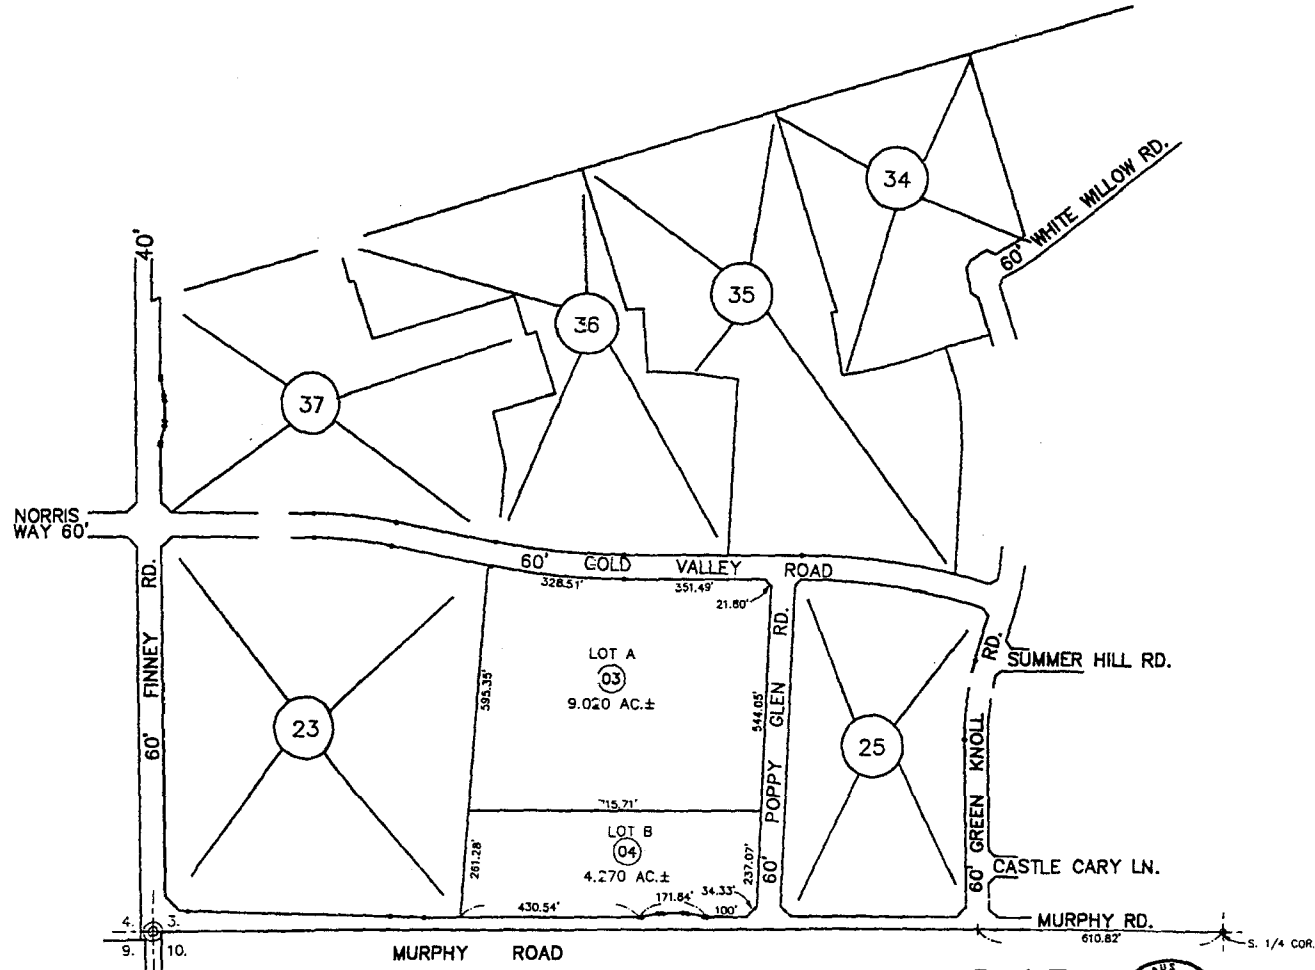 34
60' WHITE WILLOW RD.
40'
35
36
37
NORRIS
WAY 60'
60' GOLD VALLEY ROAD
328.51'
351.49'
21.60'
60' FINNEY RD.
LOT A
03
9.020 AC.±
595.35'
544.05'
60' POPPY GLEN RD.
23
25
60' GREEN KNOLL RD.
SUMMER HILL RD.
15.71'
LOT B
04
4.270 AC.±
261.28'
237.07'
34.33'
171.84'
430.54'
100'
CASTLE CARY LN.
MURPHY RD.
610.82'
S. 1/4 COR.
4. 3.
9. 10.
MURPHY ROAD